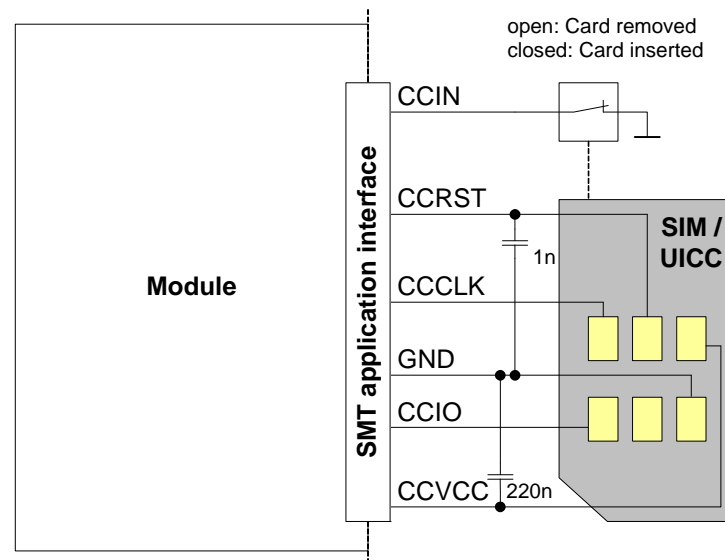 open: Card removed
closed: Card inserted
CCIN
SMT application interface
CCRST
SIM /
UICC
1n
Module
CCCLK
GND
CCIO
CCVCC
220n